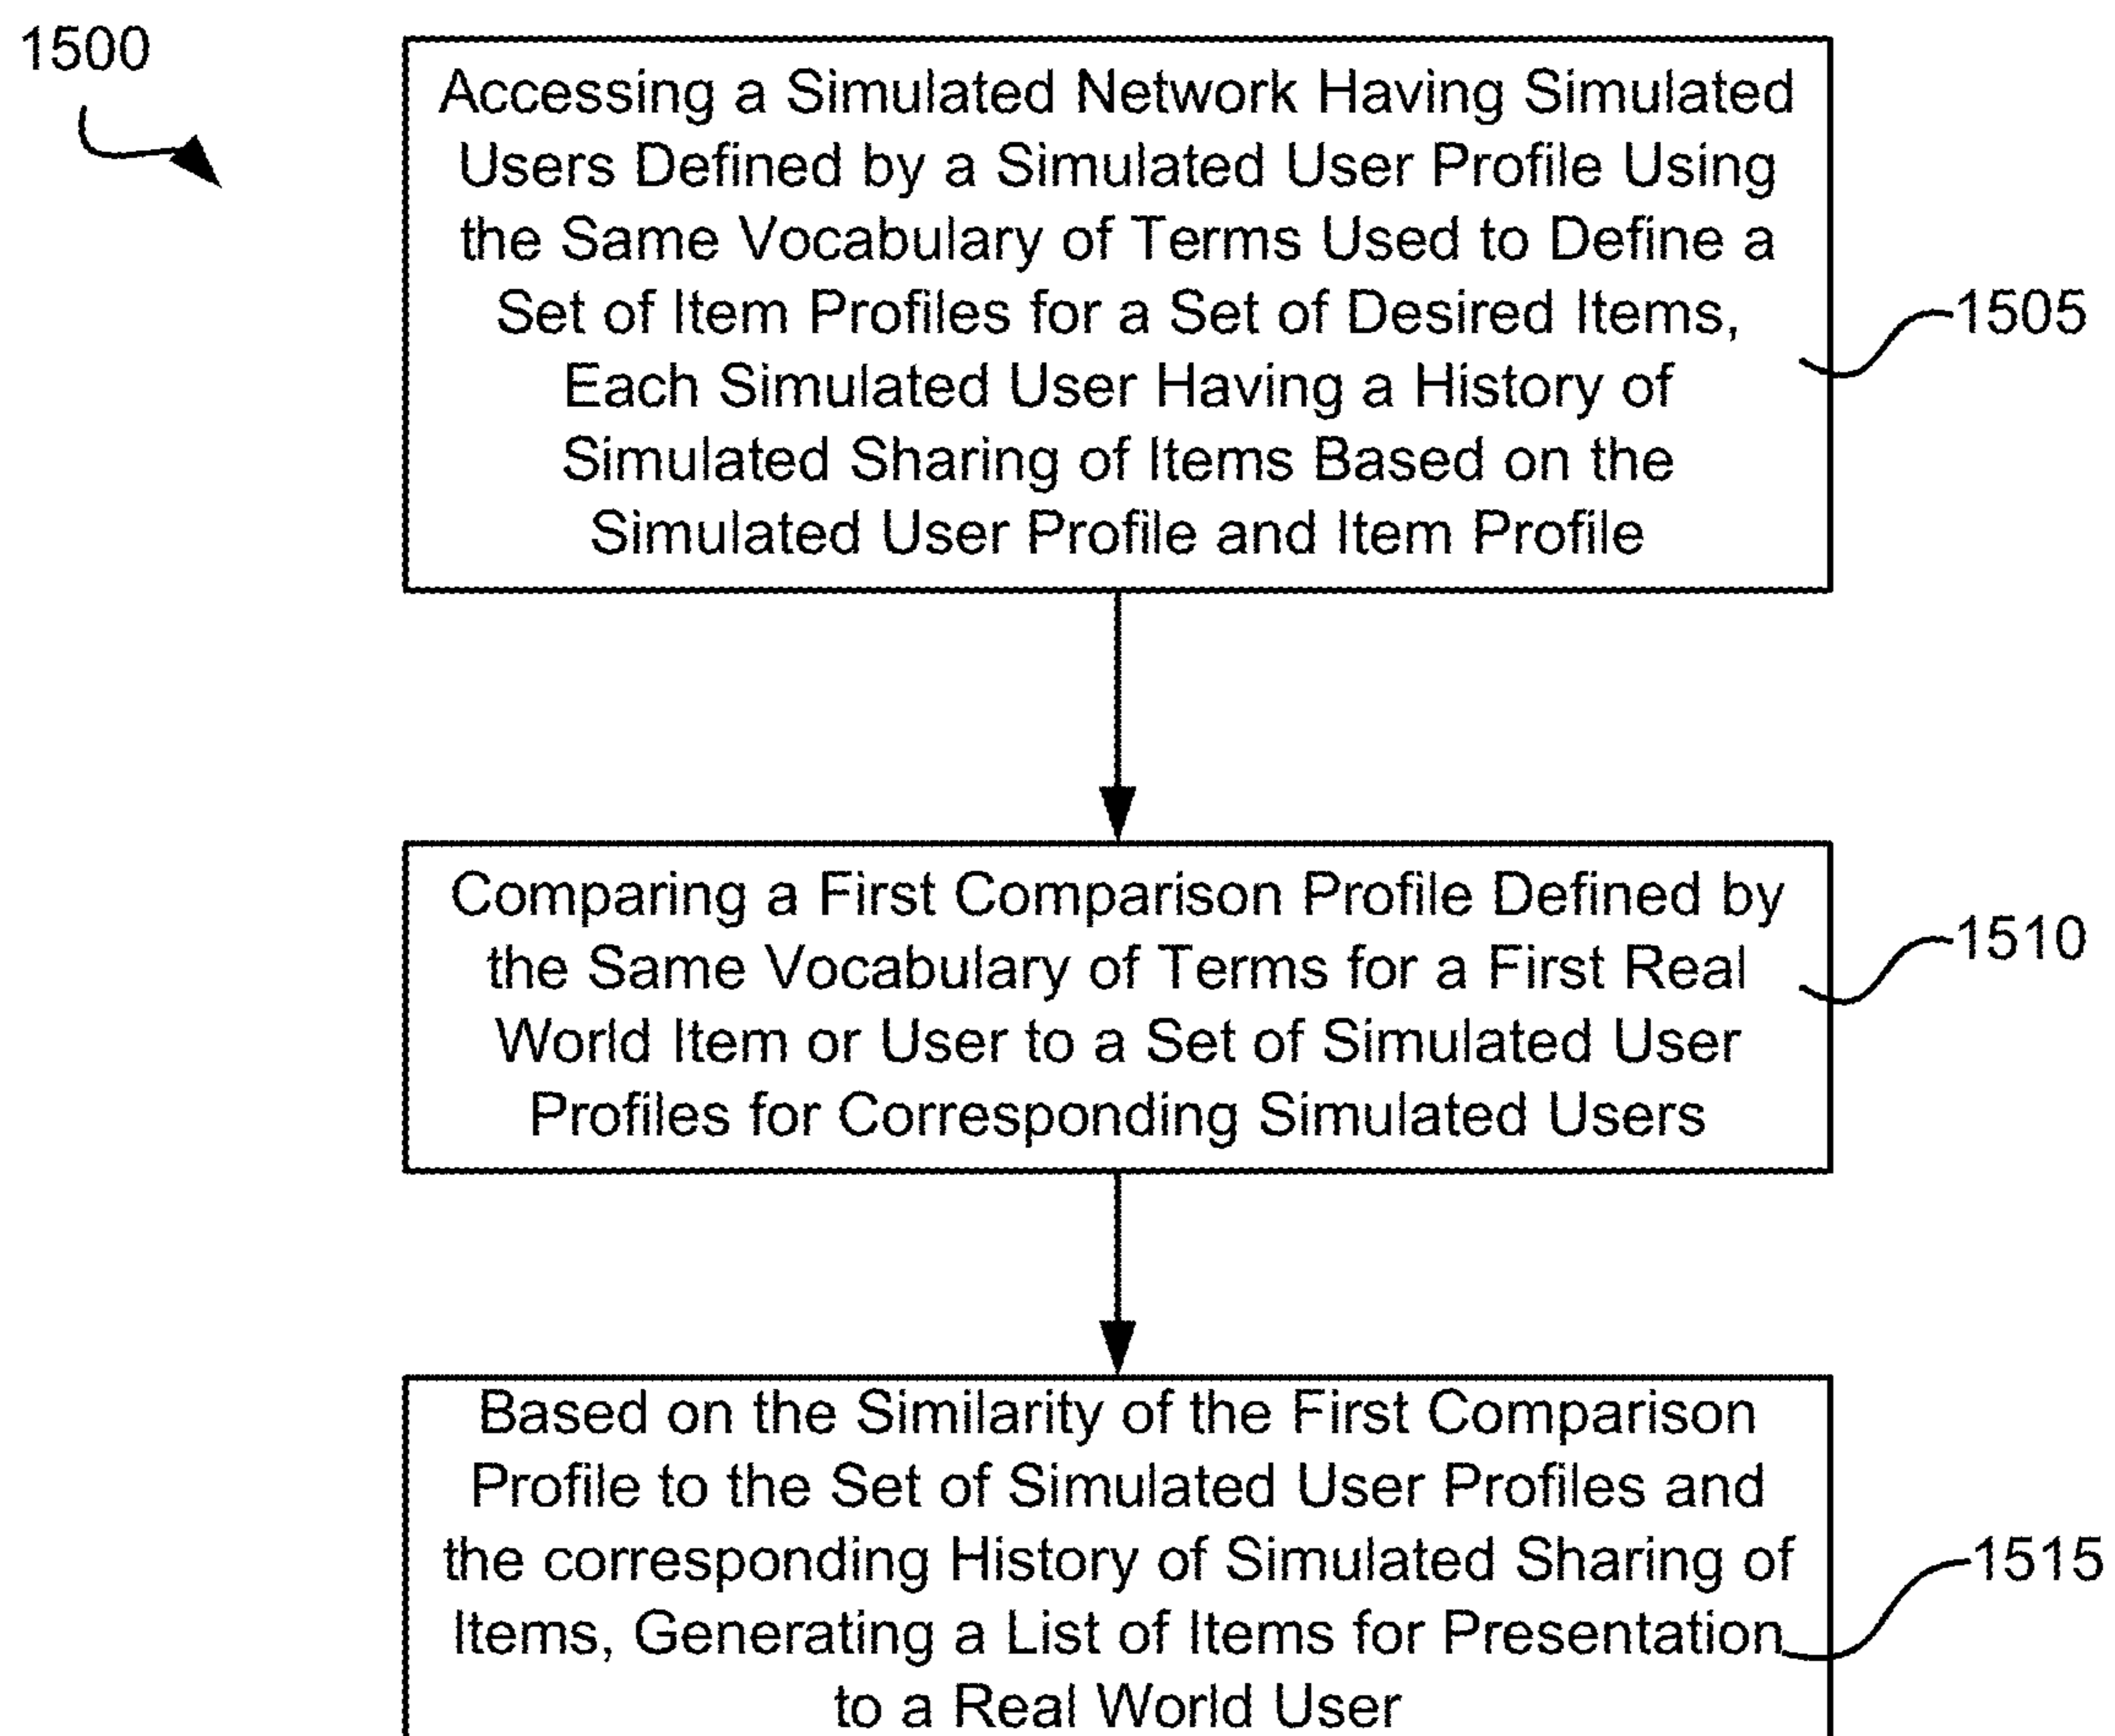 1500
Accessing a Simulated Network Having Simulated
Users Defined by a Simulated User Profile Using
the Same Vocabulary of Terms Used to Define a
Set of Item Profiles for a Set of Desired Items,
Each Simulated User Having a History of
Simulated Sharing of Items Based on the
Simulated User Profile and Item Profile
1505
Comparing a First Comparison Profile Defined by
the Same Vocabulary of Terms for a First Real
World Item or User to a Set of Simulated User
Profiles for Corresponding Simulated Users
1510
Based on the Similarity of the First Comparison
Profile to the Set of Simulated User Profiles and
the corresponding History of Simulated Sharing of
Items, Generating a List of Items for Presentation
to a Real World User
1515